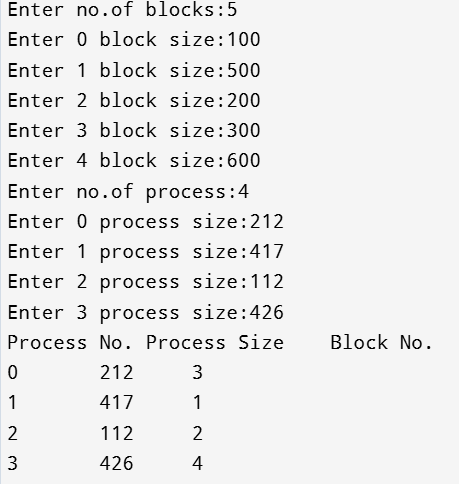 Enter no.of blocks:5
Enter 0 block size:100
Enter 1 block size:500
Enter 2 block size:200
Enter 3 block size:300
Enter 4 block size:600
Enter no.of process:4
Enter 0 process size:212
Enter 1 process size:417
Enter 2 process size:112
Enter 3 process size:426
Process No. Process Size    Block No.
0       212     3
1       417     1
2       112     2
3       426     4